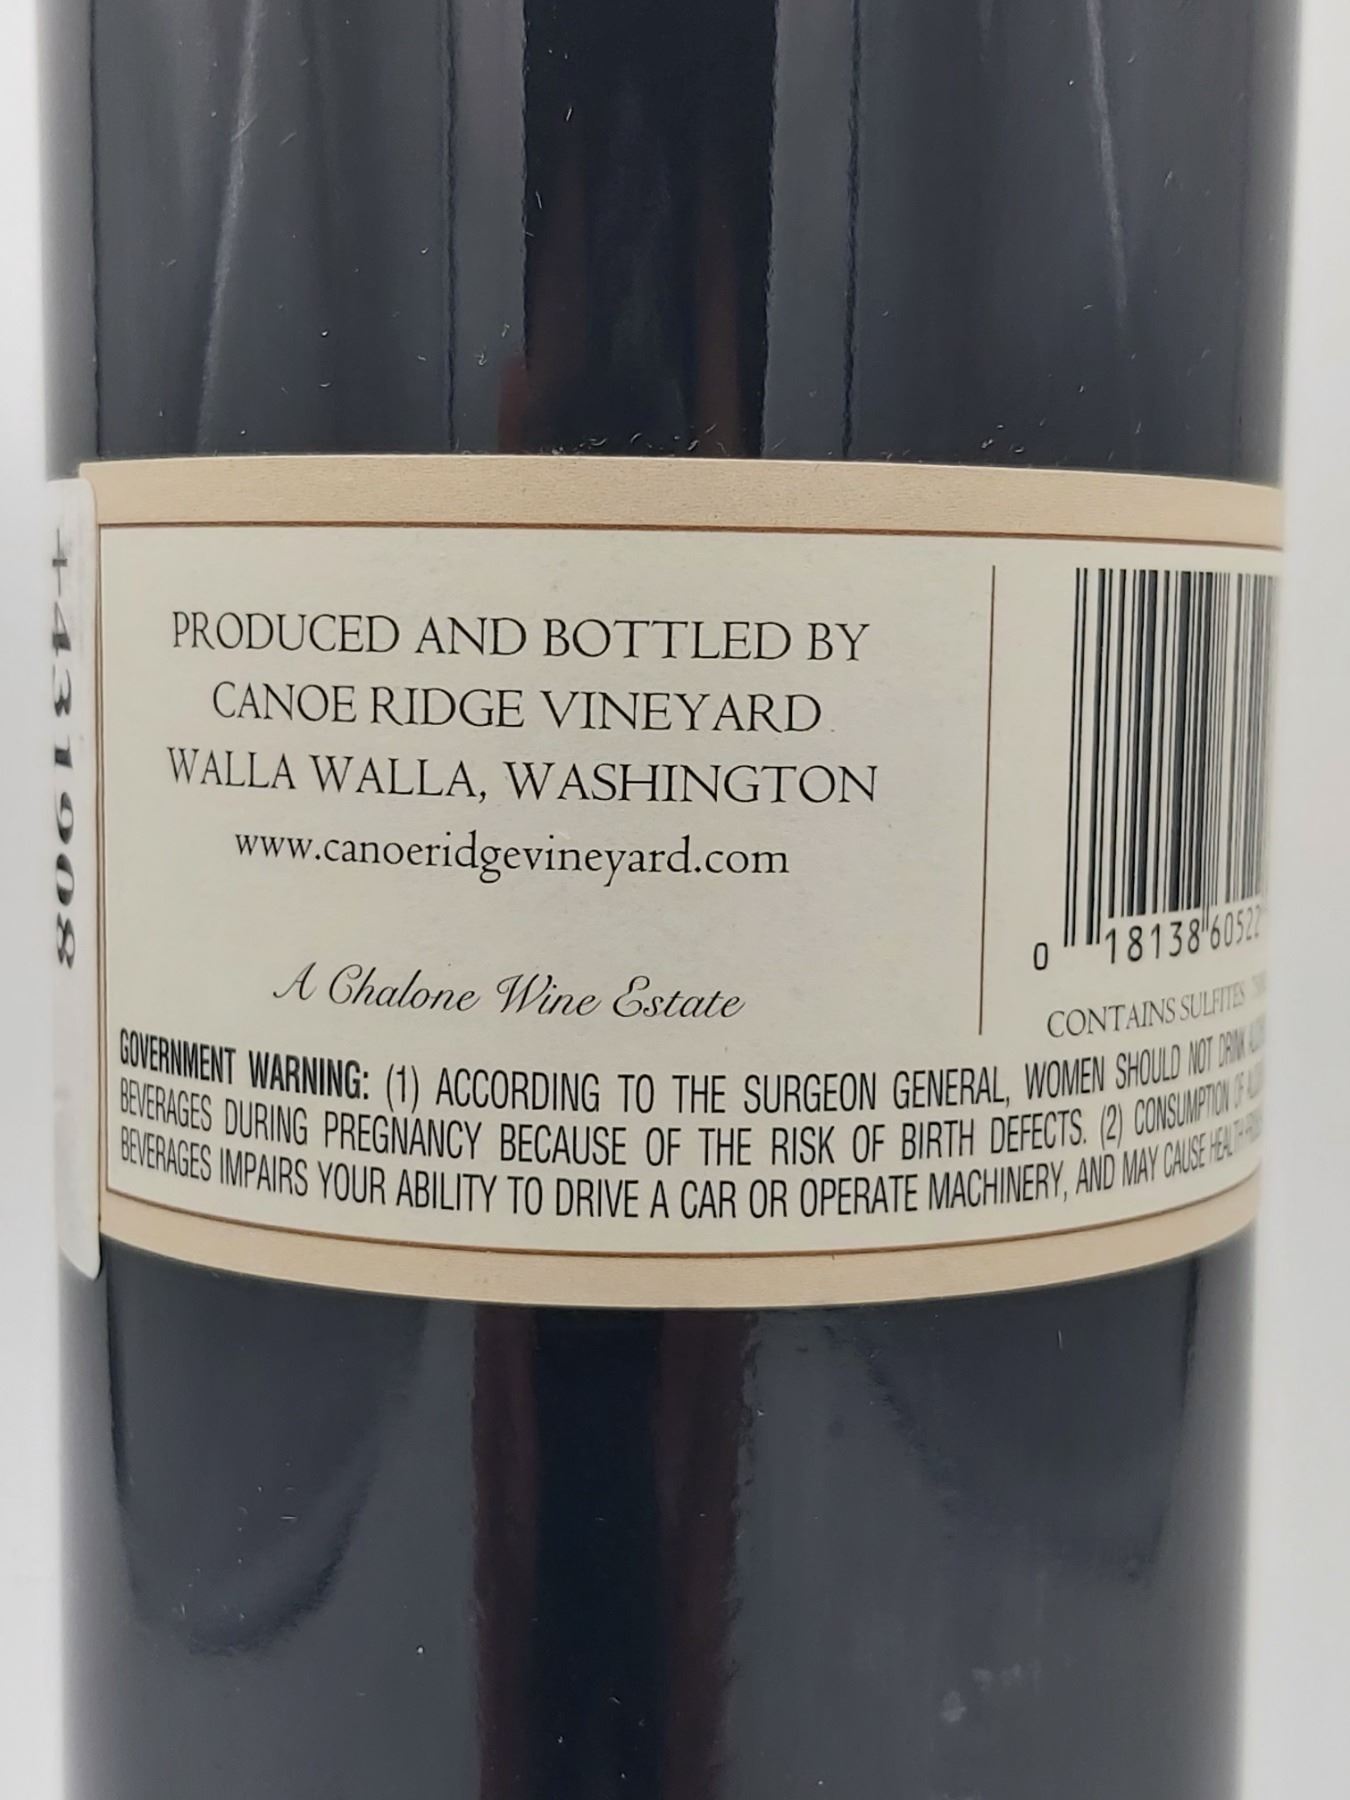 PRODUCED AND BOTTLED BY
CANOE RIDGE VINEYARD
WALLA WALLA, WASHINGTON
www.canoeridgevineyard.com
A Chalone Wine Estate
431908
0 18138 60522
CONTAINS SULFITES
GOVERNMENT WARNING: (1) ACCORDING TO THE SURGEON GENERAL, WOMEN SHOULD NOT DRINK
BEVERAGES DURING PREGNANCY BECAUSE OF THE RISK OF BIRTH DEFECTS. (2) CONSUMPTION OF
BEVERAGES IMPAIRS YOUR ABILITY TO DRIVE A CAR OR OPERATE MACHINERY, AND MAY CAUSE HEALTH